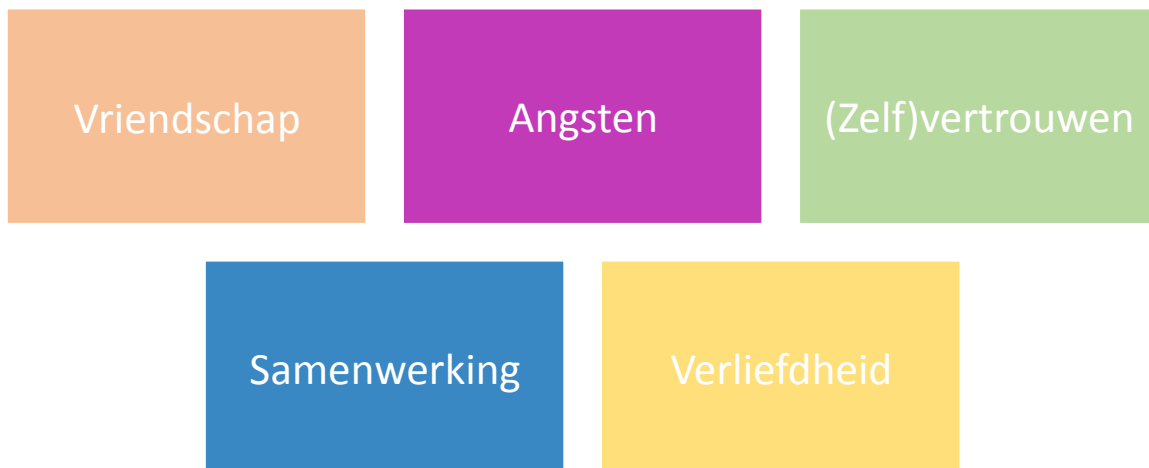 Vriendschap
Angsten
(Zelf)vertrouwen
Samenwerking
Verliefdheid